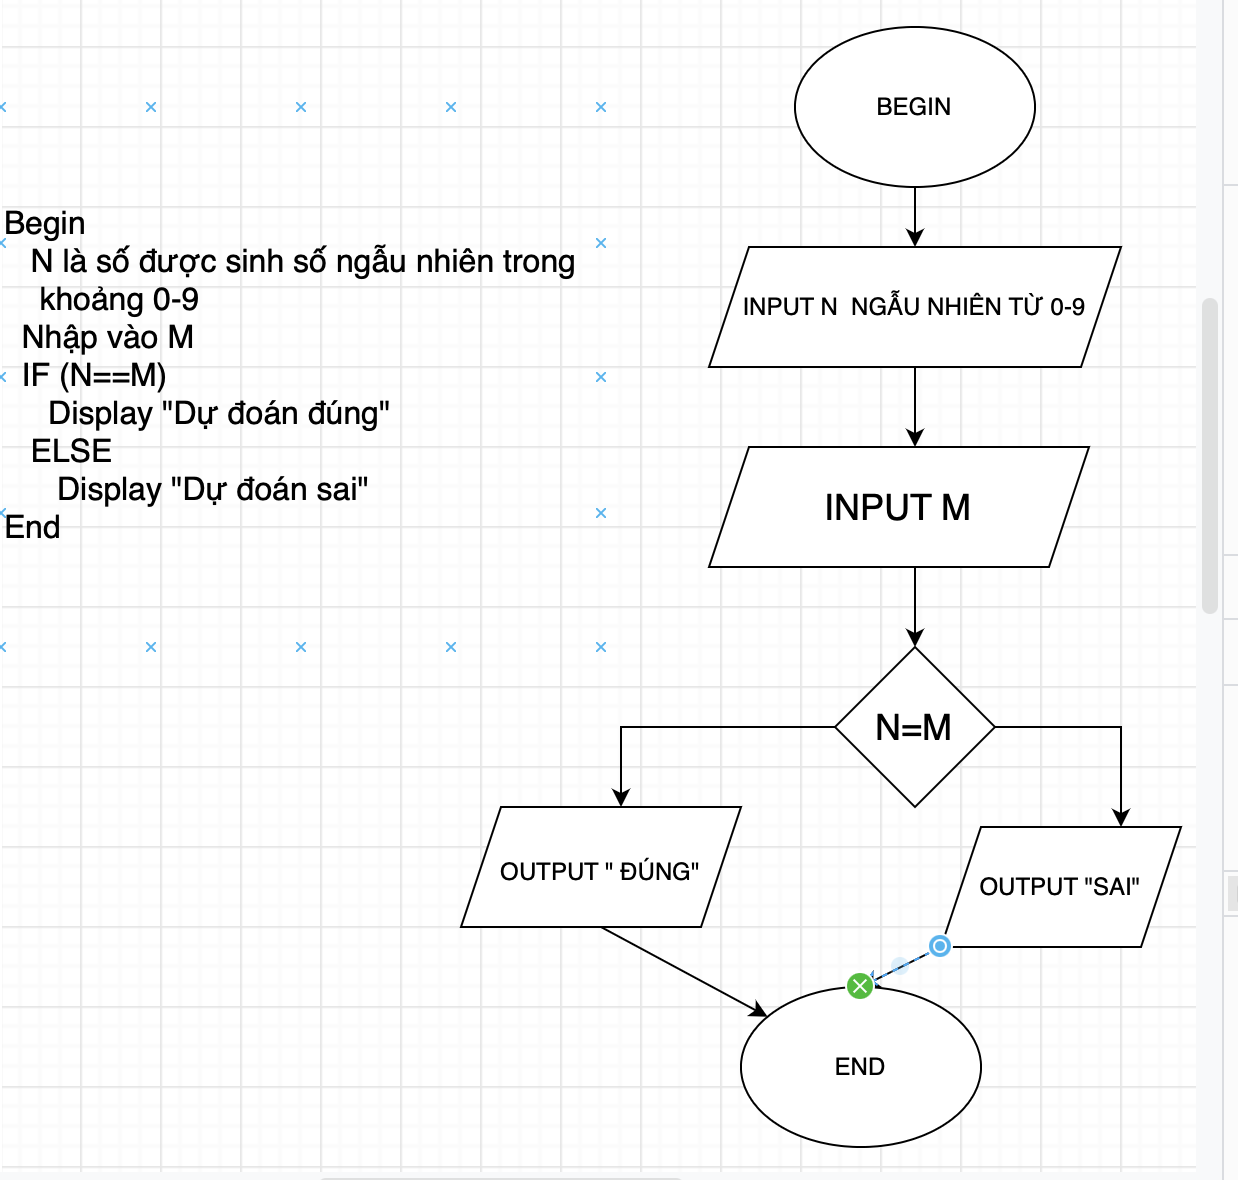 Begin
N là số được sinh số ngẫu nhiên trong
khoảng 0-9
Nhập vào M
IF (N==M)
Display "Dự đoán đúng"
ELSE
Display "Dự đoán sai"
End
BEGIN
INPUT N  NGẪU NHIÊN TỪ 0-9
INPUT M
N=M
OUTPUT " ĐÚNG"
OUTPUT "SAI"
END